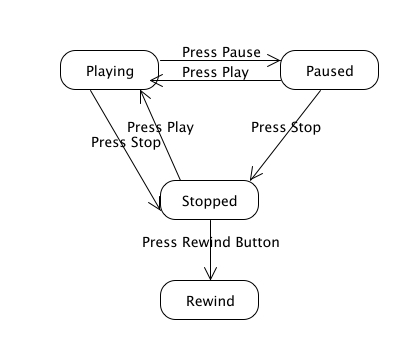 Press Pause
Playing
Press Play
Paused
Press Play
Press Stop
Press Stop
Stopped
Press Rewind Button
Rewind